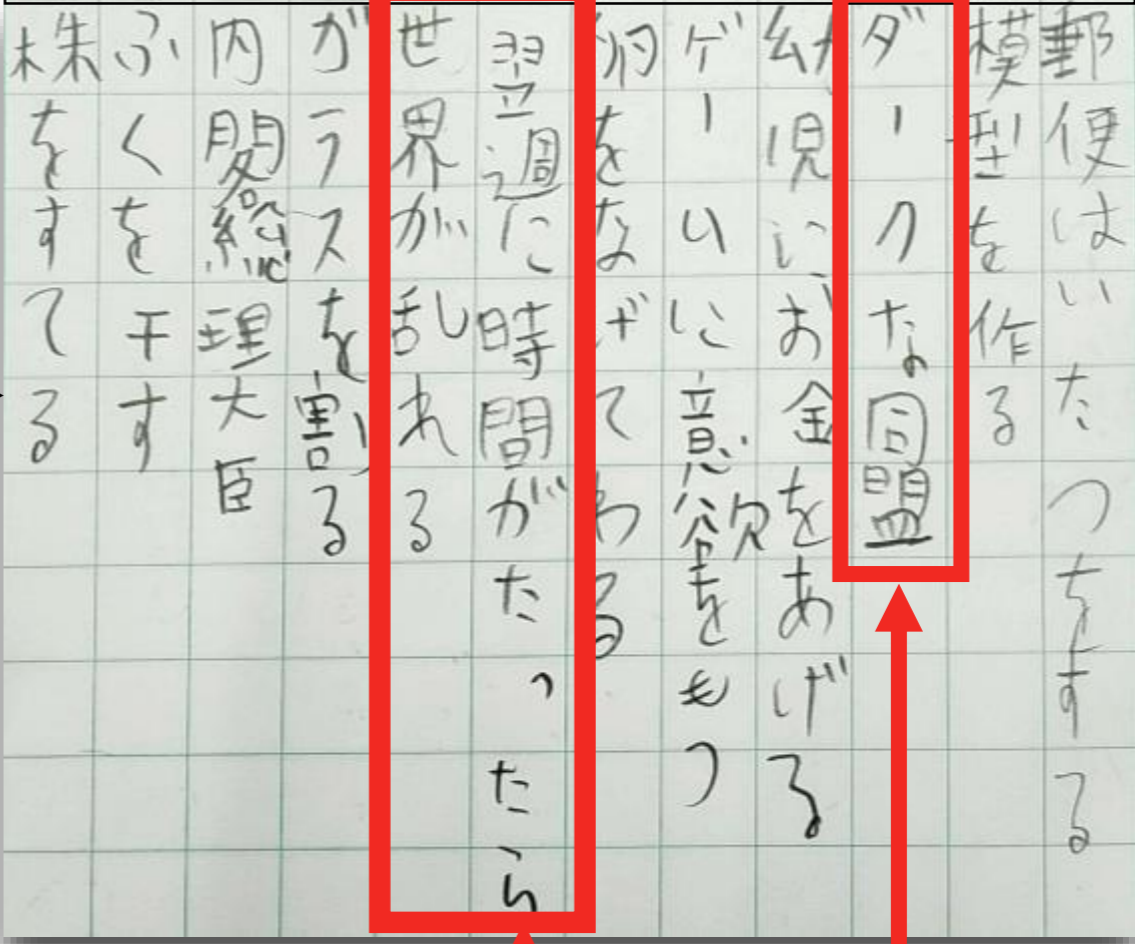 郵便はいたつをする
模型を作る
ダークな同盟
幼児にお金をあげる
ゲームに意欲をもつ
をなげてわる
翌週に時間がたったら
世界が乱れる
ガラスを割る
内閣総理大臣
ふくを干す
株をすてる